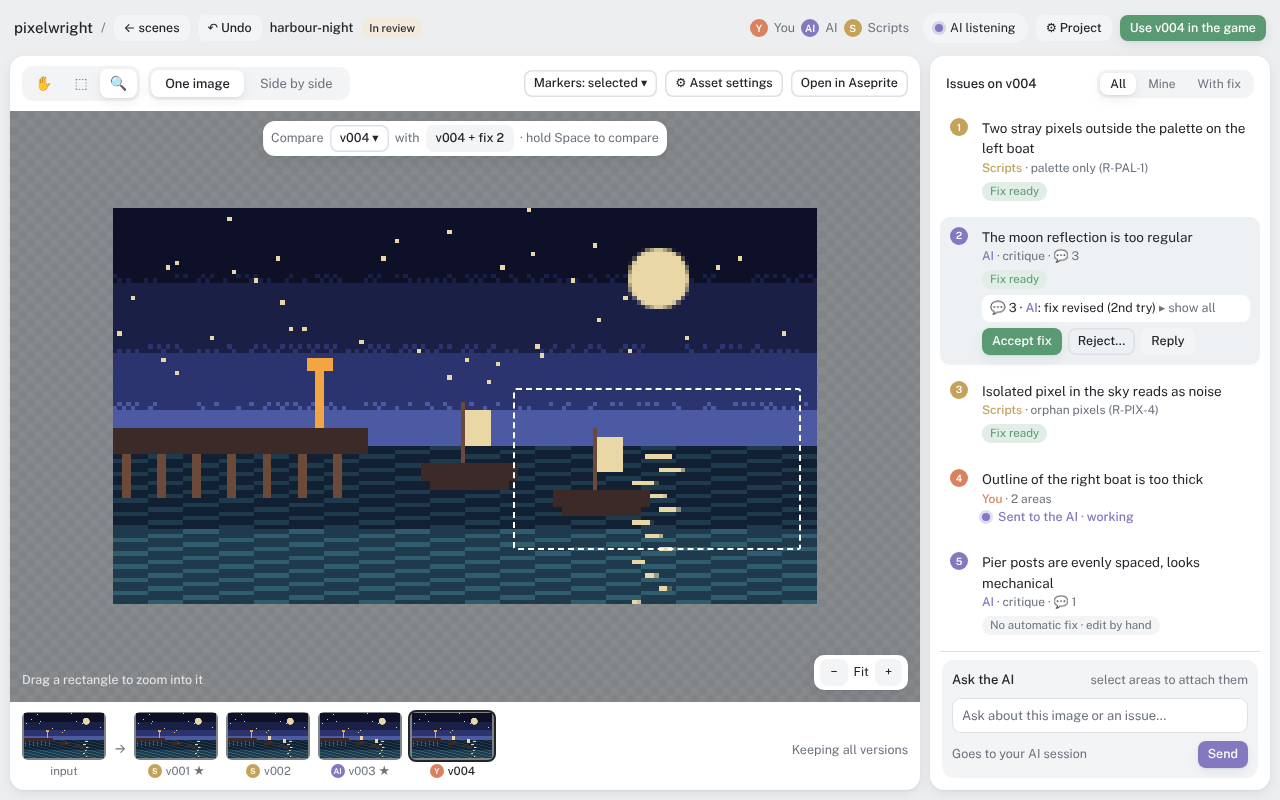 pixelwright / ← scenes ↶ Undo harbour-night In review Y You AI AI S Scripts AI listening ⚙ Project Use v004 in the game
✋ ⬚ 🔍 One image Side by side Markers: selected ▾ ⚙ Asset settings Open in Aseprite
Compare v004 ▾ with v004 + fix 2 · hold Space to compare
Drag a rectangle to zoom into it
− Fit +
→
input S v001 ★ S v002 AI v003 ★ Y v004
Keeping all versions
Issues on v004 All Mine With fix
1 Two stray pixels outside the palette on the
left boat
Scripts · palette only (R-PAL-1)
Fix ready
2 The moon reflection is too regular
AI · critique · 💬 3
Fix ready
💬 3 · AI: fix revised (2nd try) ▸ show all
Accept fix Reject... Reply
3 Isolated pixel in the sky reads as noise
Scripts · orphan pixels (R-PIX-4)
Fix ready
4 Outline of the right boat is too thick
You · 2 areas
Sent to the AI · working
5 Pier posts are evenly spaced, looks
mechanical
AI · critique · 💬 1
No automatic fix · edit by hand
Ask the AI select areas to attach them
Ask about this image or an issue...
Goes to your AI session Send